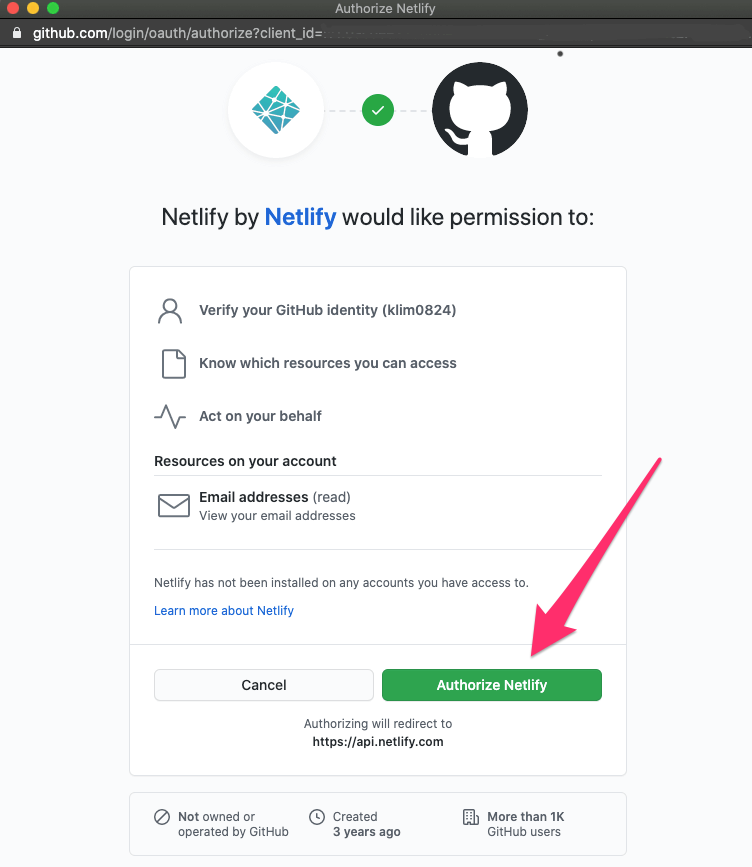 Authorize Netlify
github.com/login/oauth/authorize?client_id=
Netlify by Netlify would like permission to:
Verify your GitHub identity (klim0824)
Know which resources you can access
Act on your behalf
Resources on your account
Email addresses (read)
View your email addresses
Netlify has not been installed on any accounts you have access to.
Learn more about Netlify
Cancel
Authorize Netlify
Authorizing will redirect to
https://api.netlify.com
Not owned or
operated by GitHub
Created
3 years ago
More than 1K
GitHub users